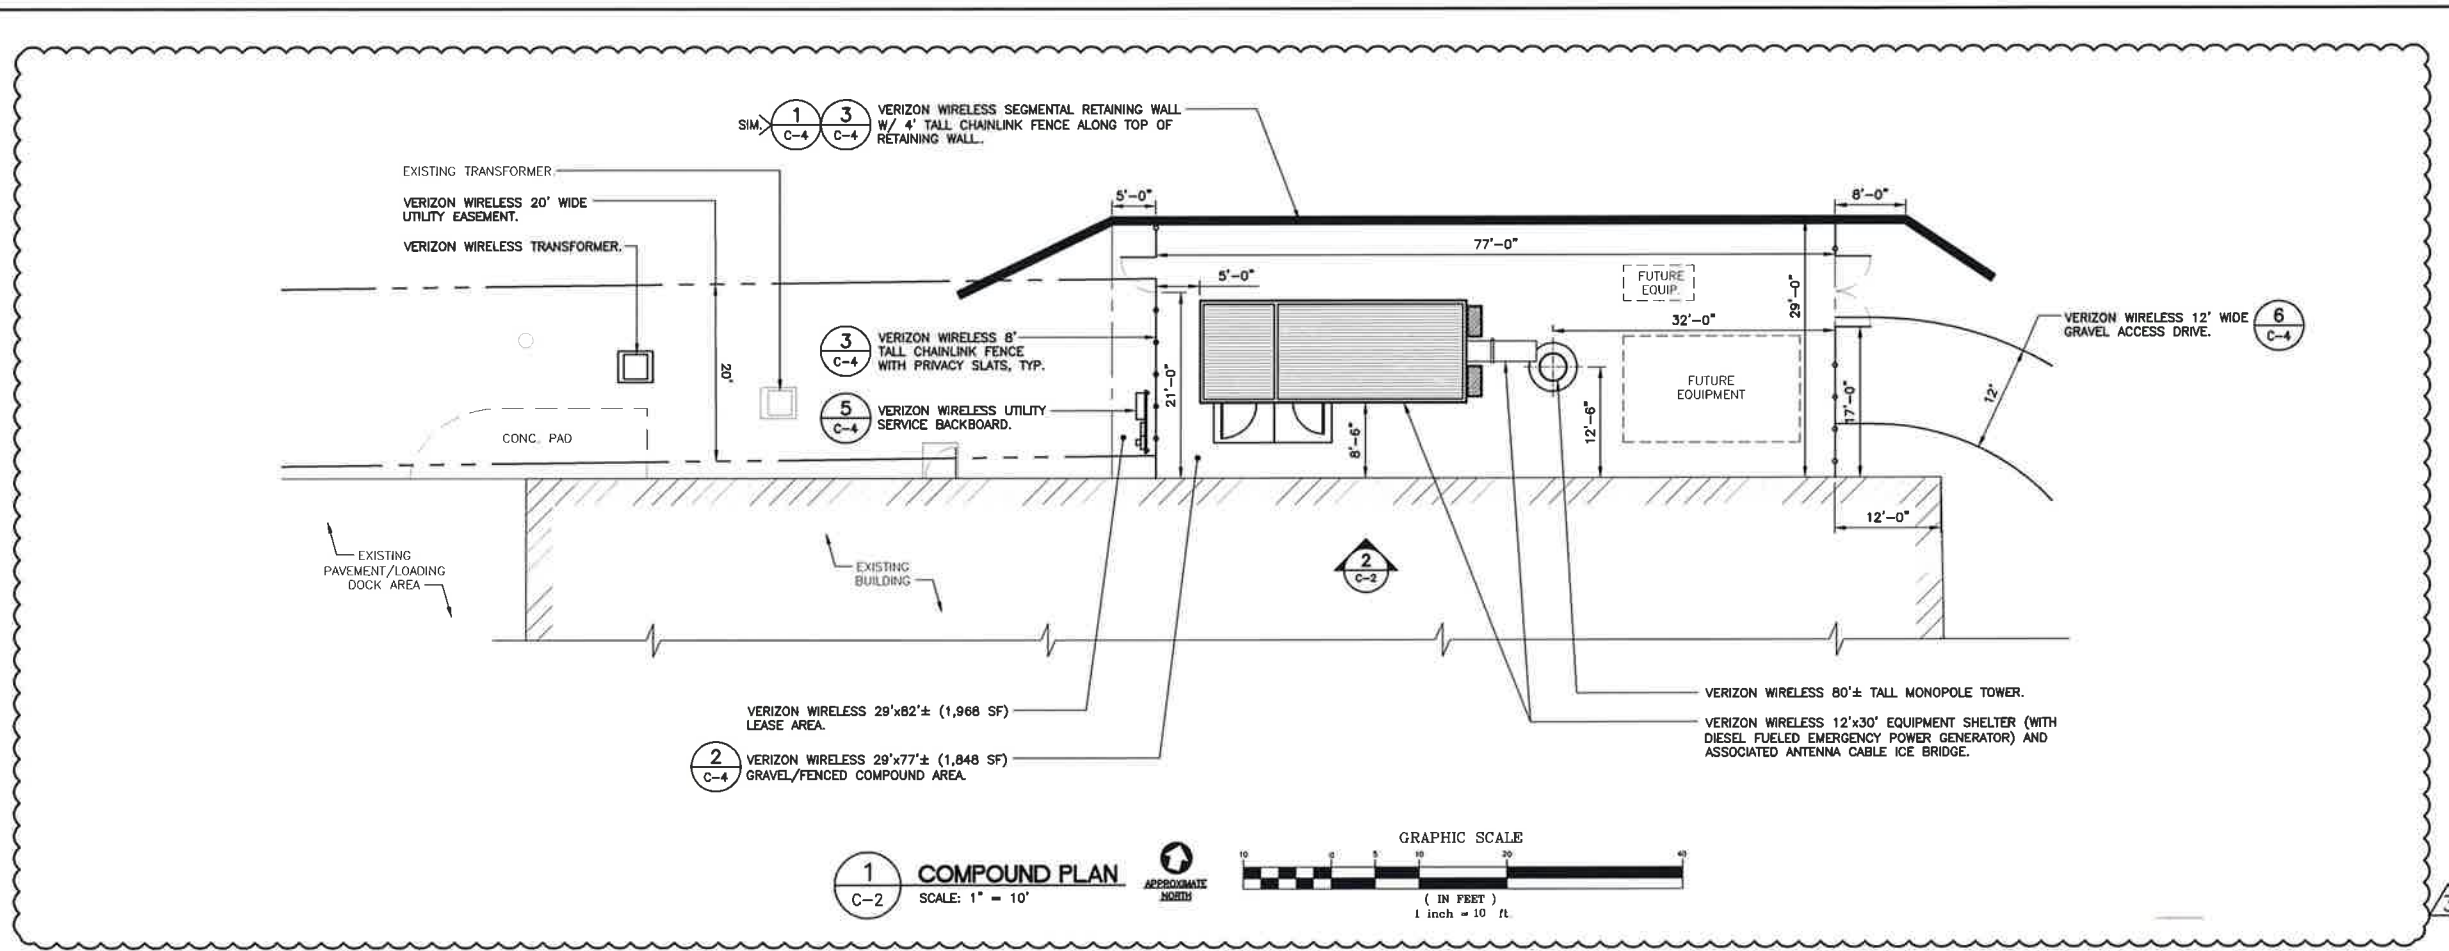 SIM.
1
C-4
3
C-4
VERIZON WIRELESS SEGMENTAL RETAINING WALL
W/ 4' TALL CHAINLINK FENCE ALONG TOP OF
RETAINING WALL.
EXISTING TRANSFORMER.
VERIZON WIRELESS 20' WIDE
UTILITY EASEMENT.
VERIZON WIRELESS TRANSFORMER.
5'-0"
8'-0"
77'-0"
5'-0"
FUTURE
EQUIP.
29'-0"
32'-0"
3
C-4
VERIZON WIRELESS 8'
TALL CHAINLINK FENCE
WITH PRIVACY SLATS, TYP.
VERIZON WIRELESS 12' WIDE
GRAVEL ACCESS DRIVE.
6
C-4
20'
21'-0"
FUTURE
EQUIPMENT
17'-0"
12'
5
C-4
VERIZON WIRELESS UTILITY
SERVICE BACKBOARD.
CONC. PAD
8'-6"
12'-6"
12'-0"
EXISTING
PAVEMENT/LOADING
DOCK AREA
EXISTING
BUILDING
2
C-2
VERIZON WIRELESS 29'x82'± (1,968 SF)
LEASE AREA.
2
C-4
VERIZON WIRELESS 29'x77'± (1,848 SF)
GRAVEL/FENCED COMPOUND AREA.
VERIZON WIRELESS 80'± TALL MONOPOLE TOWER.
VERIZON WIRELESS 12'x30' EQUIPMENT SHELTER (WITH
DIESEL FUELED EMERGENCY POWER GENERATOR) AND
ASSOCIATED ANTENNA CABLE ICE BRIDGE.
1
C-2
COMPOUND PLAN
SCALE: 1" = 10'
APPROXIMATE
NORTH
GRAPHIC SCALE
10 0 5 10 20 40
( IN FEET )
1 inch = 10 ft.
3